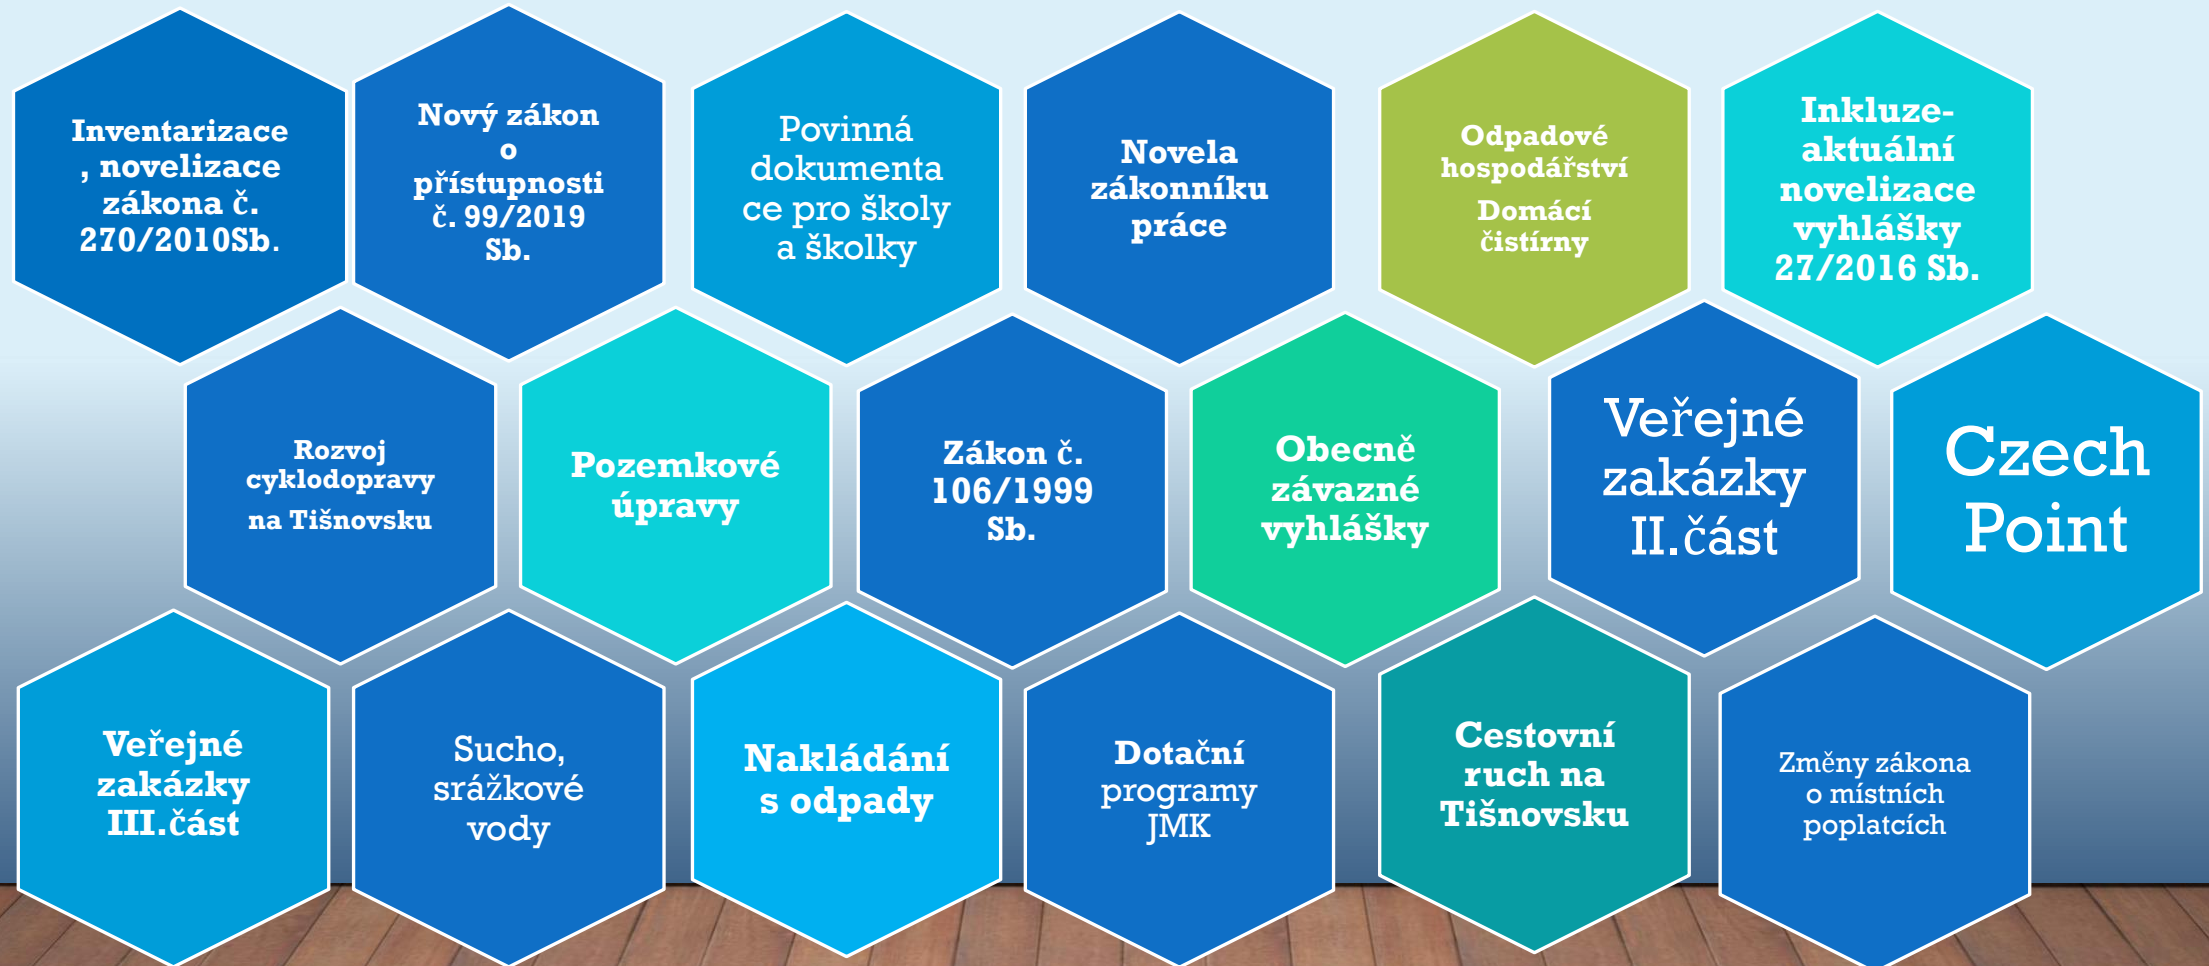 Inventarizace
, novelizace
zákona č.
270/2010Sb.
Nový zákon
o
přístupnosti
č. 99/2019
Sb.
Povinná
dokumenta
ce pro školy
a školky
Novela
zákonníku
práce
Odpadové
hospodářství
Domácí
čistírny
Inkluze-
aktuální
novelizace
vyhlášky
27/2016 Sb.
Rozvoj
cyklodopravy
na Tišnovsku
Pozemkové
úpravy
Zákon č.
106/1999
Sb.
Obecně
závazné
vyhlášky
Veřejné
zakázky
II.část
Czech
Point
Veřejné
zakázky
III.část
Sucho,
srážkové
vody
Nakládání
s odpady
Dotační
programy
JMK
Cestovní
ruch na
Tišnovsku
Změny zákona
o místních
poplatcích